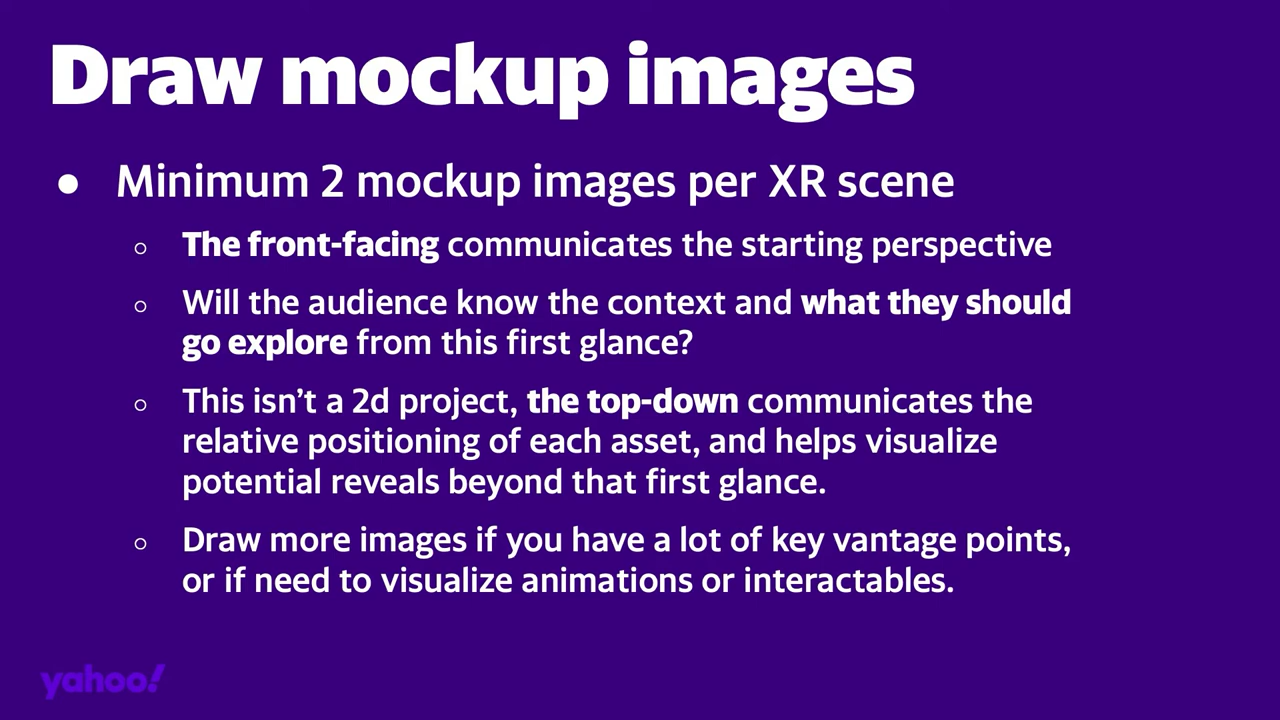 Draw mockup images
● Minimum 2 mockup images per XR scene
○ The front-facing communicates the starting perspective
○ Will the audience know the context and what they should
go explore from this first glance?
○ This isn't a 2d project, the top-down communicates the
relative positioning of each asset, and helps visualize
potential reveals beyond that first glance.
○ Draw more images if you have a lot of key vantage points,
or if need to visualize animations or interactables.
yahoo!